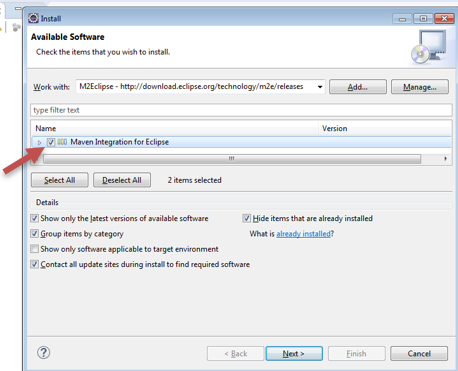 Install
Available Software
Check the items that you wish to install.
Work with: M2Eclipse - http://download.eclipse.org/technology/m2e/releases Add... Manage...
type filter text
Name Version
Maven Integration for Eclipse
Select All Deselect All 2 items selected
Details
Show only the latest versions of available software Hide items that are already installed
Group items by category What is already installed?
Show only software applicable to target environment
Contact all update sites during install to find required software
? < Back Next > Finish Cancel